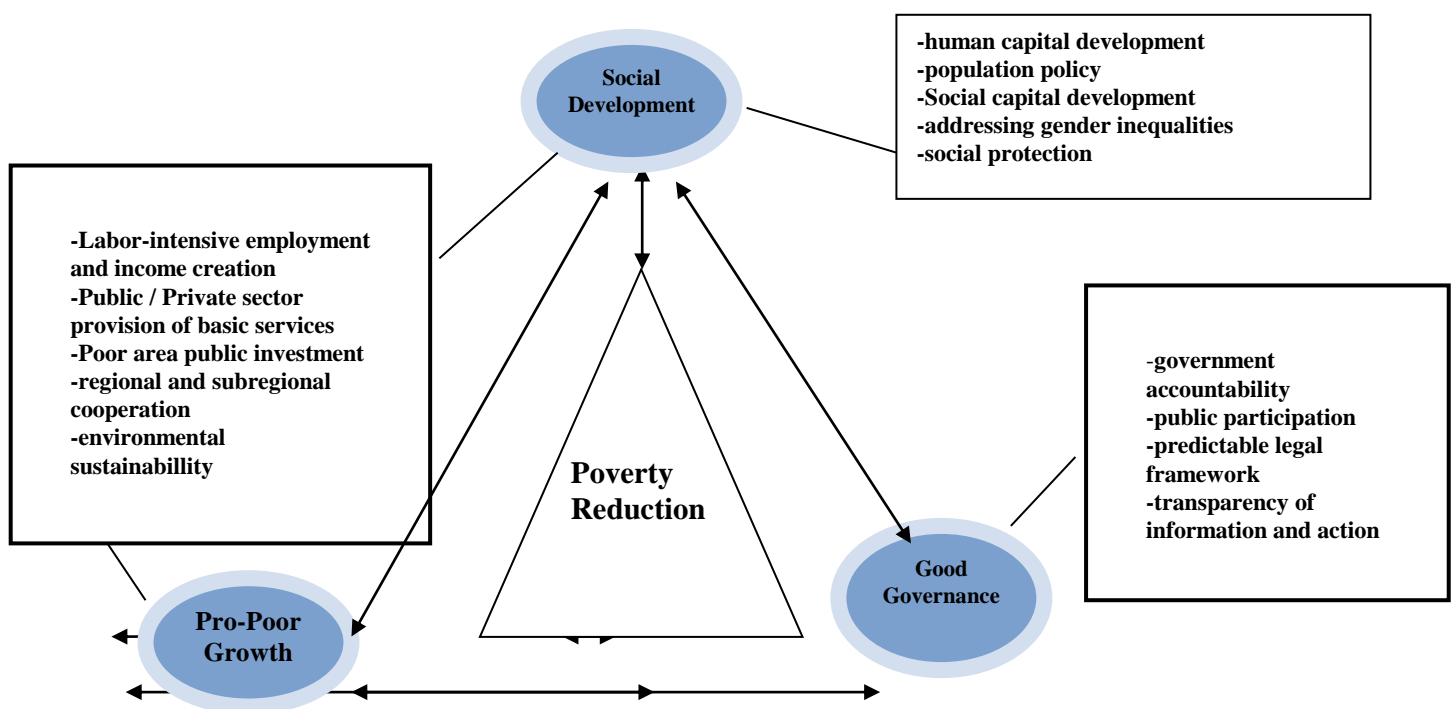 Social
Development
-human capital development
-population policy
-Social capital development
-addressing gender inequalities
-social protection
-Labor-intensive employment
and income creation
-Public / Private sector
provision of basic services
-Poor area public investment
-regional and subregional
cooperation
-environmental
sustainabillity
Poverty
Reduction
-government
accountability
-public participation
-predictable legal
framework
-transparency of
information and action
Good
Governance
Pro-Poor
Growth